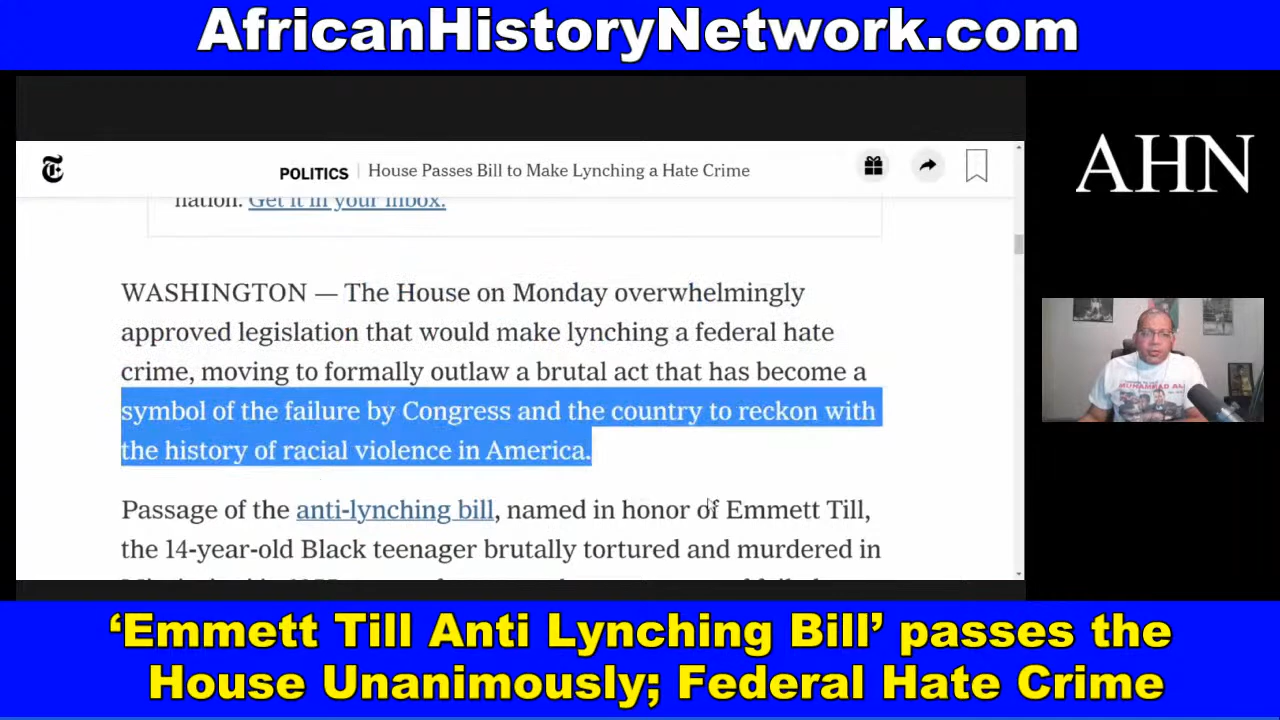 AfricanHistoryNetwork.com
AHN
POLITICS | House Passes Bill to Make Lynching a Hate Crime
nation. Get it in your inbox.
WASHINGTON — The House on Monday overwhelmingly
approved legislation that would make lynching a federal hate
crime, moving to formally outlaw a brutal act that has become a
symbol of the failure by Congress and the country to reckon with
the history of racial violence in America.
Passage of the anti-lynching bill, named in honor of Emmett Till,
the 14-year-old Black teenager brutally tortured and murdered in
MUHAMMAD ALI
‘Emmett Till Anti Lynching Bill’ passes the
House Unanimously; Federal Hate Crime